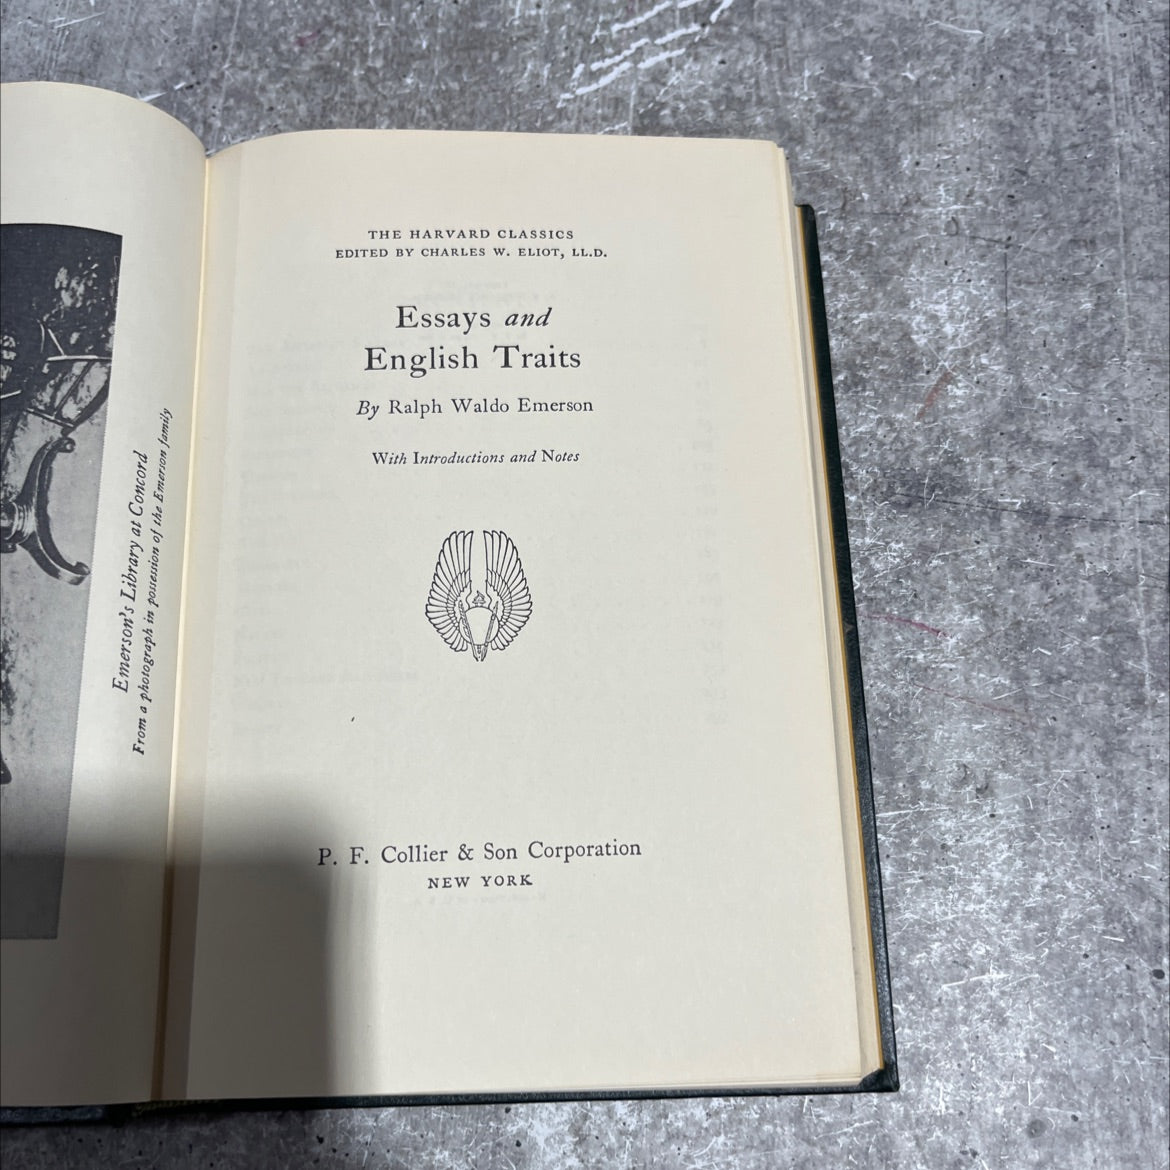 Emerson's Library at Concord
From a photograph in possession of the Emerson family
THE HARVARD CLASSICS
EDITED BY CHARLES W. ELIOT, LL.D.
Essays and
English Traits
By Ralph Waldo Emerson
With Introductions and Notes
P. F. Collier & Son Corporation
NEW YORK